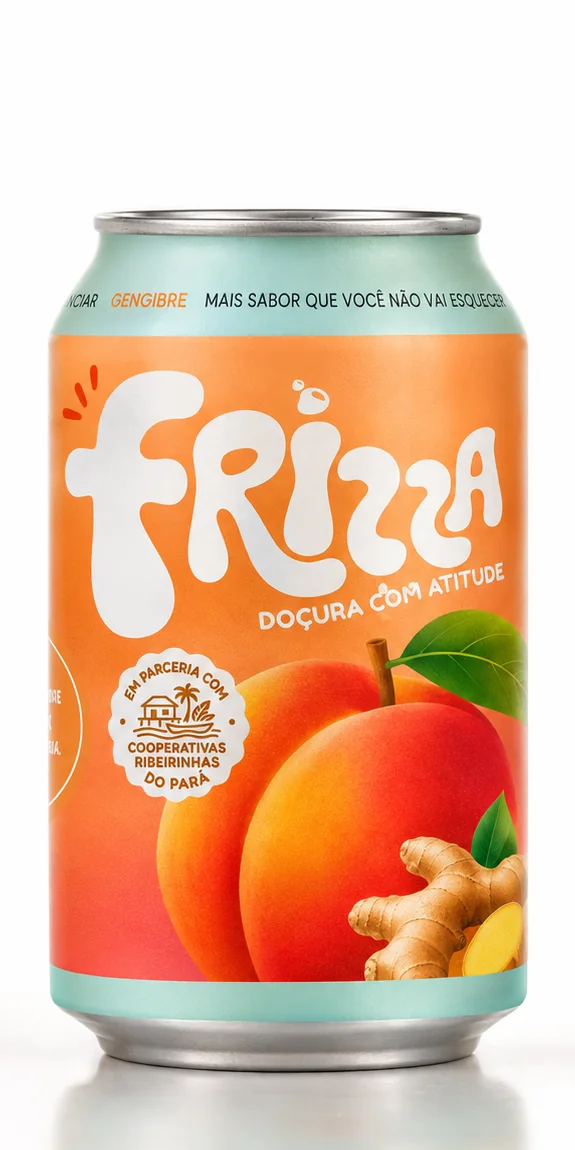 GENGIBRE MAIS SABOR QUE VOCÊ NÃO VAI ESQUECER
FRIZZA
DOÇURA COM ATITUDE
EM PARCERIA COM
COOPERATIVAS
RIBEIRINHAS
DO PARÁ